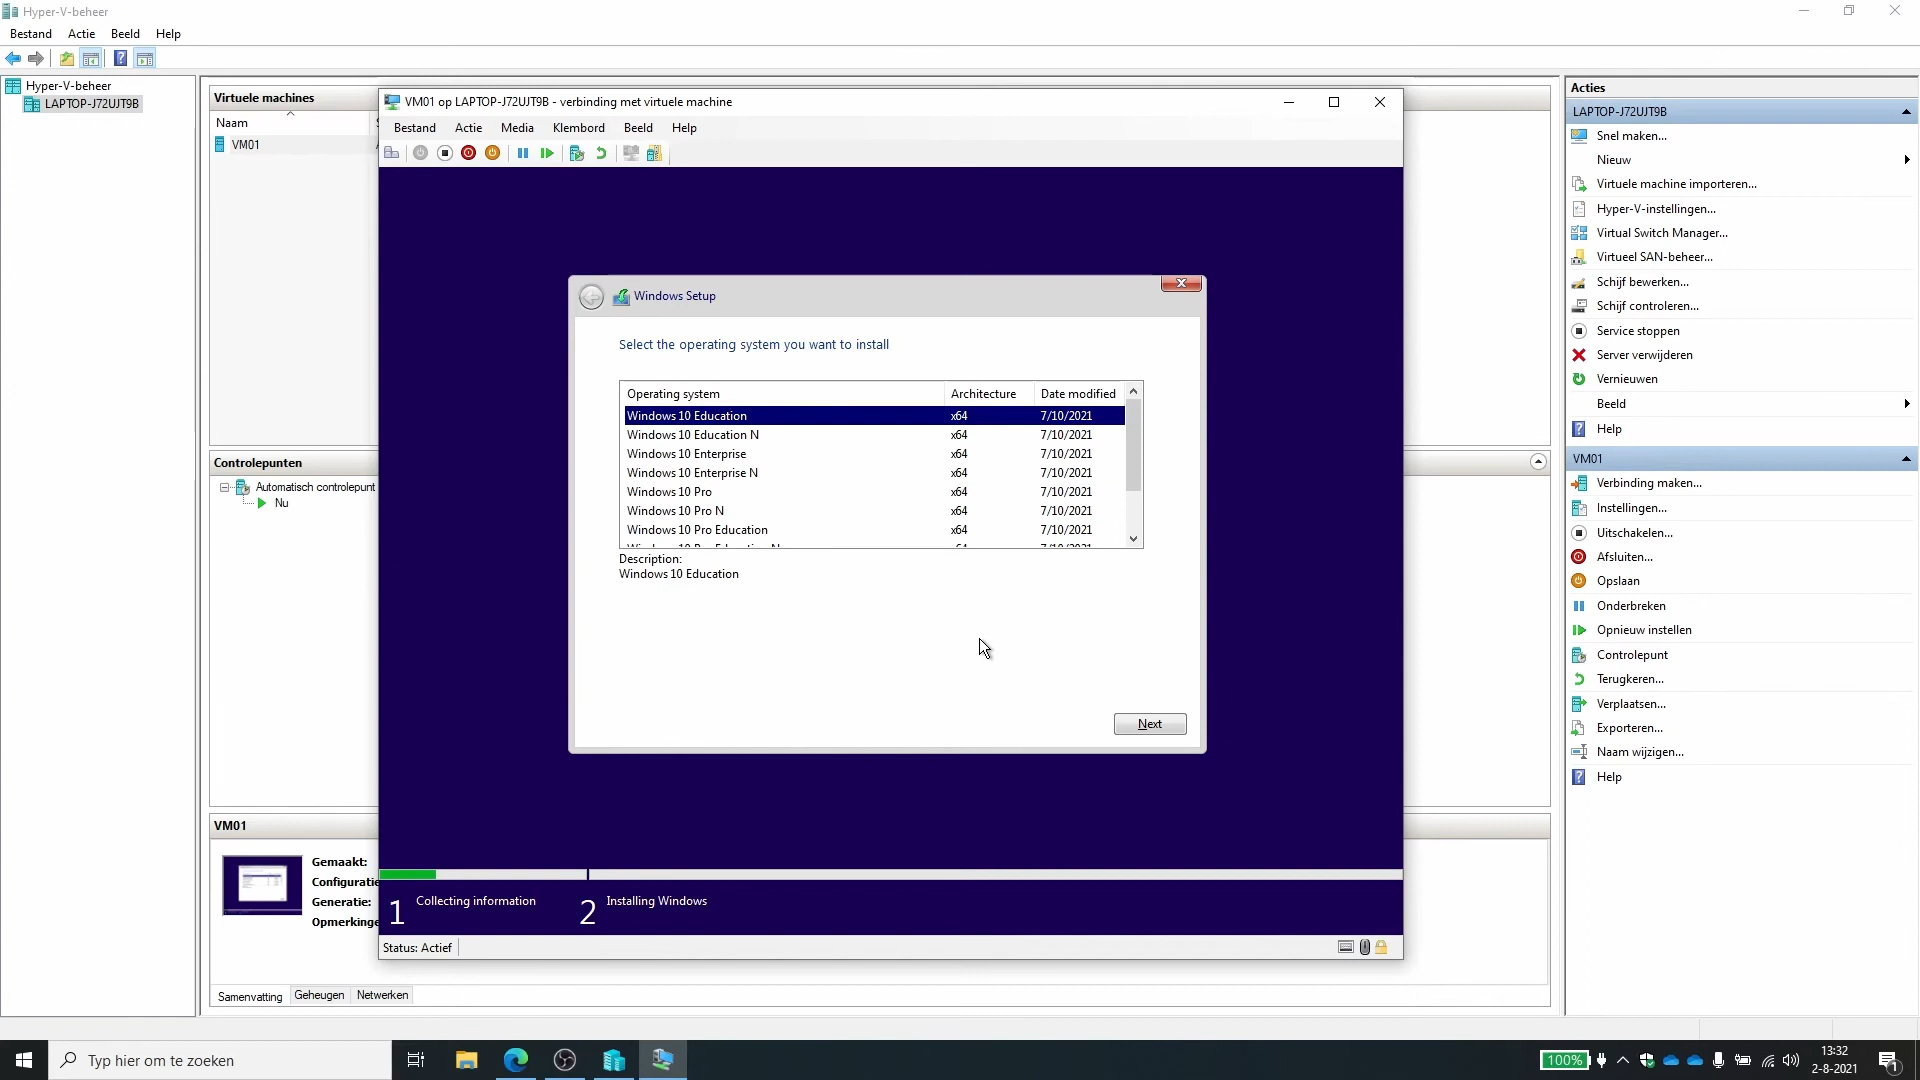 Hyper-V-beheer
Bestand Actie Beeld Help
Hyper-V-beheer
LAPTOP-J72UJT9B
Virtuele machines
Naam
VM01
Controlepunten
Automatisch controlepunt
Nu
VM01
Gemaakt:
Configuratie
Generatie:
Opmerkinge
Samenvatting Geheugen Netwerken
VM01 op LAPTOP-J72UJT9B - verbinding met virtuele machine
Bestand Actie Media Klembord Beeld Help
Windows Setup
Select the operating system you want to install
Operating system Architecture Date modified
Windows 10 Education x64 7/10/2021
Windows 10 Education N x64 7/10/2021
Windows 10 Enterprise x64 7/10/2021
Windows 10 Enterprise N x64 7/10/2021
Windows 10 Pro x64 7/10/2021
Windows 10 Pro N x64 7/10/2021
Windows 10 Pro Education x64 7/10/2021
Description:
Windows 10 Education
Next
1 Collecting information 2 Installing Windows
Status: Actief
Acties
LAPTOP-J72UJT9B
Snel maken...
Nieuw
Virtuele machine importeren...
Hyper-V-instellingen...
Virtual Switch Manager...
Virtueel SAN-beheer...
Schijf bewerken...
Schijf controleren...
Service stoppen
Server verwijderen
Vernieuwen
Beeld
Help
VM01
Verbinding maken...
Instellingen...
Uitschakelen...
Afsluiten...
Opslaan
Onderbreken
Opnieuw instellen
Controlepunt
Terugkeren...
Verplaatsen...
Exporteren...
Naam wijzigen...
Help
Typ hier om te zoeken
100%
13:32
2-8-2021
1